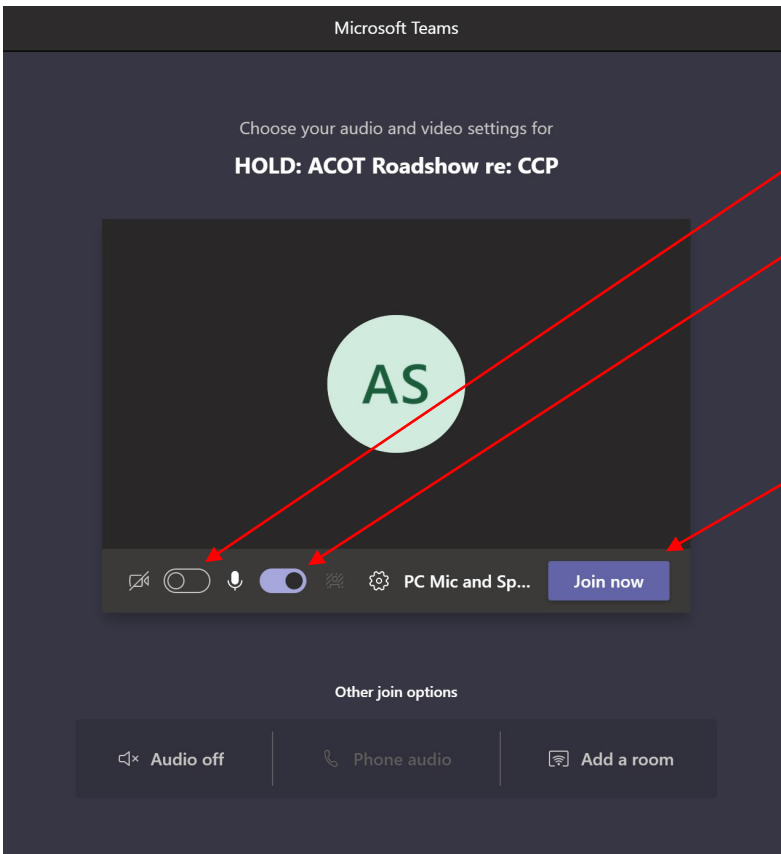 Microsoft Teams
Choose your audio and video settings for
HOLD: ACOT Roadshow re: CCP
AS
PC Mic and Sp...
Join now
Other join options
Audio off
Phone audio
Add a room